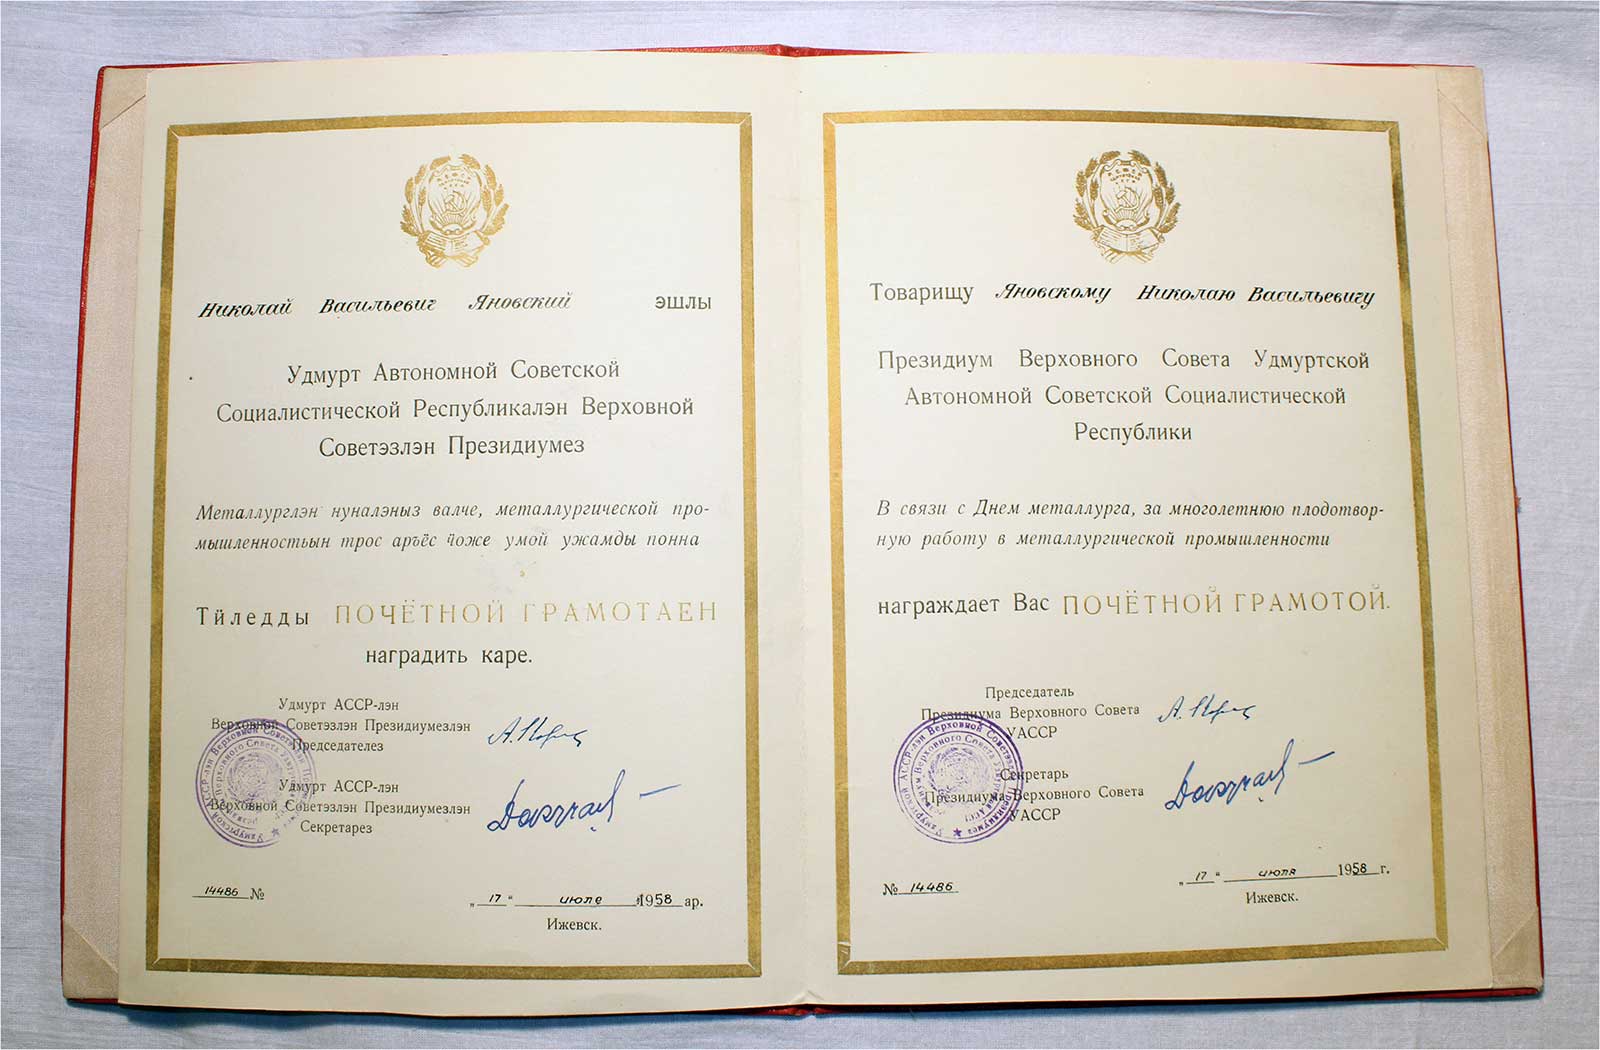 Николай Васильевич Яновский эшлы
Удмурт Автономной Советской
Социалистической Республикалэн Верховной
Советэзлэн Президиумез
Металлурглэн нуналэныз валче, металлургической про-
мышленностьын трос аръёс ӵоже умой ужамды понна
Тӥледды ПОЧЁТНОЙ ГРАМОТАЕН
наградить каре.
Удмурт АССР-лэн
Верховной Советэзлэн Президиумезлэн
Председателез
Удмурт АССР-лэн
Верховной Советэзлэн Президиумезлэн
Секретарез
14486 №
„ 17 “ июле 1958 ар.
Ижевск.
Товарищу Яновскому Николаю Васильевичу
Президиум Верховного Совета Удмуртской
Автономной Советской Социалистической
Республики
В связи с Днем металлурга, за многолетнюю плодотвор-
ную работу в металлургической промышленности
награждает Вас ПОЧЁТНОЙ ГРАМОТОЙ.
Председатель
Президиума Верховного Совета
УАССР
Секретарь
Президиума Верховного Совета
УАССР
№ 14486
„ 17 “ июля 1958 г.
Ижевск.